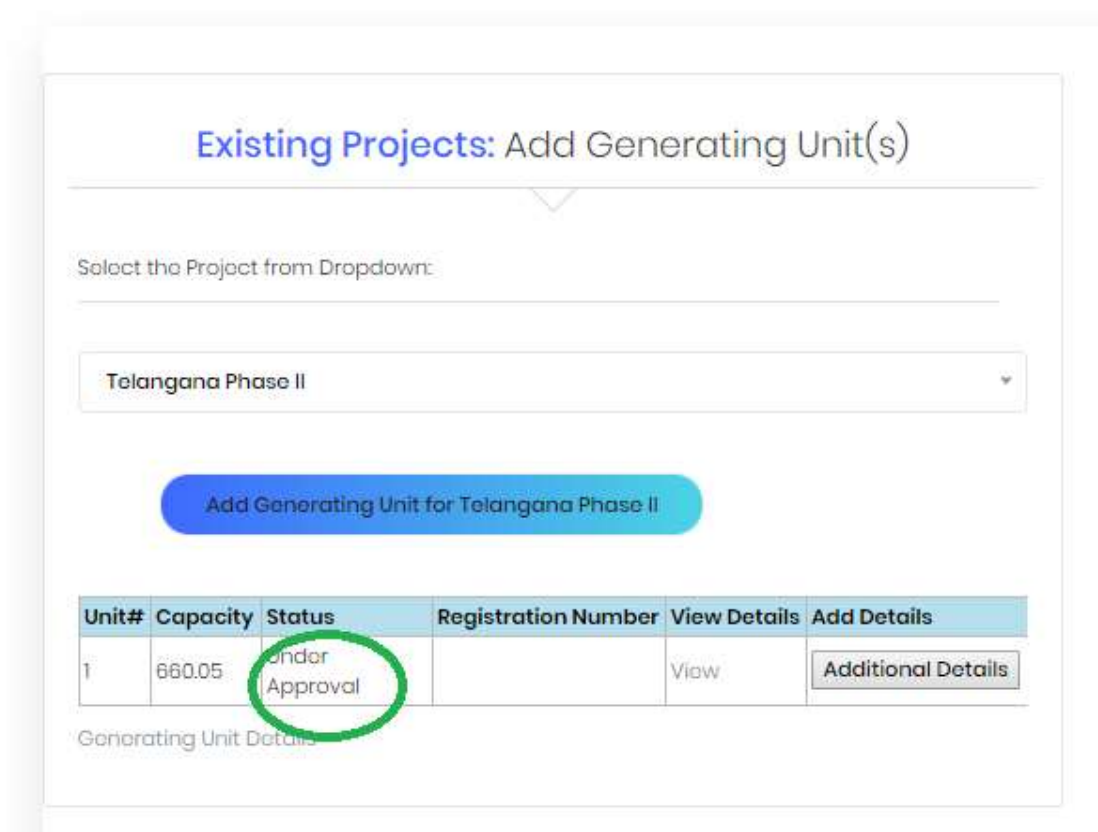 Existing Projects: Add Generating Unit(s)
Select the Project from Dropdown:
Telangana Phase II
Add Generating Unit for Telangana Phase II
Unit# Capacity Status Registration Number View Details Add Details
1 660.05 Under Approval View Additional Details
Generating Unit Details